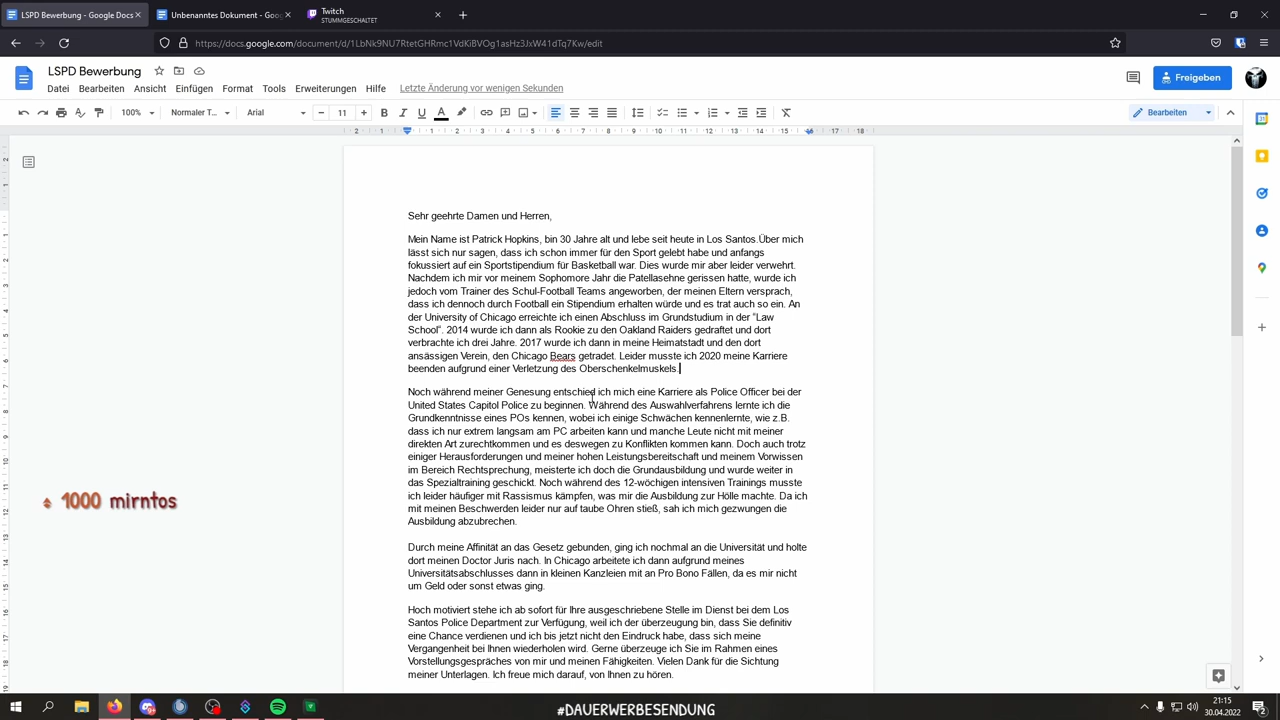 LSPD Bewerbung - Google Docs
Unbenanntes Dokument - Goo
Twitch
STUMMGESCHALTET
https://docs.google.com/document/d/1LbNk9NU7RtetGHRmc1VdKiBVOg1asHz3JxW41dTq7Kw/edit
LSPD Bewerbung
Datei Bearbeiten Ansicht Einfügen Format Tools Erweiterungen Hilfe Letzte Änderung vor wenigen Sekunden
Freigeben
100% Normaler T... Arial 11 Bearbeiten
2 1 1 2 3 4 5 6 7 8 9 10 11 12 13 14 15 16 17 18
Sehr geehrte Damen und Herren,
Mein Name ist Patrick Hopkins, bin 30 Jahre alt und lebe seit heute in Los Santos.Über mich
lässt sich nur sagen, dass ich schon immer für den Sport gelebt habe und anfangs
fokussiert auf ein Sportstipendium für Basketball war. Dies wurde mir aber leider verwehrt.
Nachdem ich mir vor meinem Sophomore Jahr die Patellasehne gerissen hatte, wurde ich
jedoch vom Trainer des Schul-Football Teams angeworben, der meinen Eltern versprach,
dass ich dennoch durch Football ein Stipendium erhalten würde und es trat auch so ein. An
der University of Chicago erreichte ich einen Abschluss im Grundstudium in der "Law
School". 2014 wurde ich dann als Rookie zu den Oakland Raiders gedraftet und dort
verbrachte ich drei Jahre. 2017 wurde ich dann in meine Heimatstadt und den dort
ansässigen Verein, den Chicago Bears getradet. Leider musste ich 2020 meine Karriere
beenden aufgrund einer Verletzung des Oberschenkelmuskels.
Noch während meiner Genesung entschied ich mich eine Karriere als Police Officer bei der
United States Capitol Police zu beginnen. Während des Auswahlverfahrens lernte ich die
Grundkenntnisse eines POs kennen, wobei ich einige Schwächen kennenlernte, wie z.B.
dass ich nur extrem langsam am PC arbeiten kann und manche Leute nicht mit meiner
direkten Art zurechtkommen und es deswegen zu Konflikten kommen kann. Doch auch trotz
einiger Herausforderungen und meiner hohen Leistungsbereitschaft und meinem Vorwissen
im Bereich Rechtsprechung, meisterte ich doch die Grundausbildung und wurde weiter in
das Spezialtraining geschickt. Noch während des 12-wöchigen intensiven Trainings musste
ich leider häufiger mit Rassismus kämpfen, was mir die Ausbildung zur Hölle machte. Da ich
mit meinen Beschwerden leider nur auf taube Ohren stieß, sah ich mich gezwungen die
Ausbildung abzubrechen.
1000 mirntos
Durch meine Affinität an das Gesetz gebunden, ging ich nochmal an die Universität und holte
dort meinen Doctor Juris nach. In Chicago arbeitete ich dann aufgrund meines
Universitätsabschlusses dann in kleinen Kanzleien mit an Pro Bono Fällen, da es mir nicht
um Geld oder sonst etwas ging.
Hoch motiviert stehe ich ab sofort für Ihre ausgeschriebene Stelle im Dienst bei dem Los
Santos Police Department zur Verfügung, weil ich der überzeugung bin, dass Sie definitiv
eine Chance verdienen und ich bis jetzt nicht den Eindruck habe, dass sich meine
Vergangenheit bei Ihnen wiederholen wird. Gerne überzeuge ich Sie im Rahmen eines
Vorstellungsgespräches von mir und meinen Fähigkeiten. Vielen Dank für die Sichtung
meiner Unterlagen. Ich freue mich darauf, von Ihnen zu hören.
#DAUERWERBESENDUNG
21:15
30.04.2022